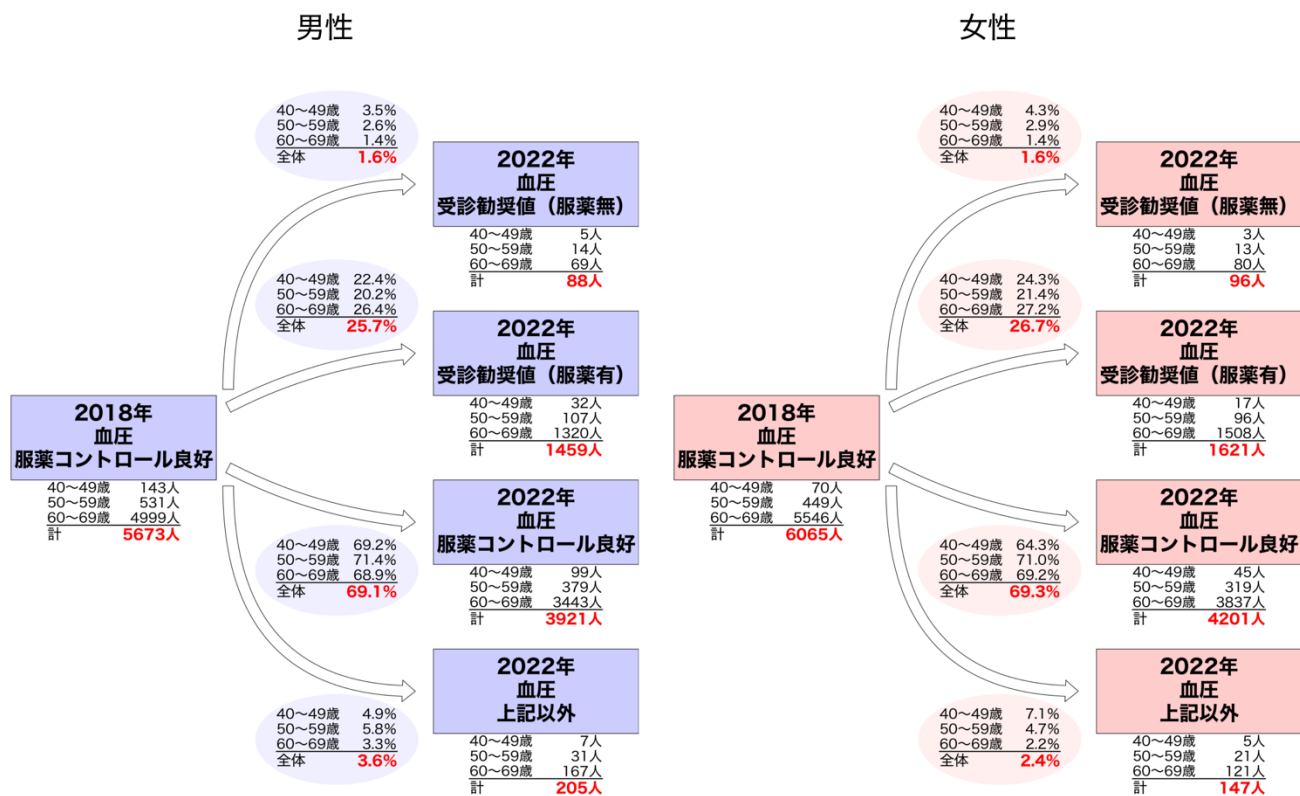 男性
40〜49歳 3.5%
50〜59歳 2.6%
60〜69歳 1.4%
全体 1.6%
2022年
血圧
受診勧奨値（服薬無）
40〜49歳 5人
50〜59歳 14人
60〜69歳 69人
計 88人
40〜49歳 22.4%
50〜59歳 20.2%
60〜69歳 26.4%
全体 25.7%
2022年
血圧
受診勧奨値（服薬有）
40〜49歳 32人
50〜59歳 107人
60〜69歳 1320人
計 1459人
2018年
血圧
服薬コントロール良好
40〜49歳 143人
50〜59歳 531人
60〜69歳 4999人
計 5673人
40〜49歳 69.2%
50〜59歳 71.4%
60〜69歳 68.9%
全体 69.1%
2022年
血圧
服薬コントロール良好
40〜49歳 99人
50〜59歳 379人
60〜69歳 3443人
計 3921人
40〜49歳 4.9%
50〜59歳 5.8%
60〜69歳 3.3%
全体 3.6%
2022年
血圧
上記以外
40〜49歳 7人
50〜59歳 31人
60〜69歳 167人
計 205人
女性
40〜49歳 4.3%
50〜59歳 2.9%
60〜69歳 1.4%
全体 1.6%
2022年
血圧
受診勧奨値（服薬無）
40〜49歳 3人
50〜59歳 13人
60〜69歳 80人
計 96人
40〜49歳 24.3%
50〜59歳 21.4%
60〜69歳 27.2%
全体 26.7%
2022年
血圧
受診勧奨値（服薬有）
40〜49歳 17人
50〜59歳 96人
60〜69歳 1508人
計 1621人
2018年
血圧
服薬コントロール良好
40〜49歳 70人
50〜59歳 449人
60〜69歳 5546人
計 6065人
40〜49歳 64.3%
50〜59歳 71.0%
60〜69歳 69.2%
全体 69.3%
2022年
血圧
服薬コントロール良好
40〜49歳 45人
50〜59歳 319人
60〜69歳 3837人
計 4201人
40〜49歳 7.1%
50〜59歳 4.7%
60〜69歳 2.2%
全体 2.4%
2022年
血圧
上記以外
40〜49歳 5人
50〜59歳 21人
60〜69歳 121人
計 147人